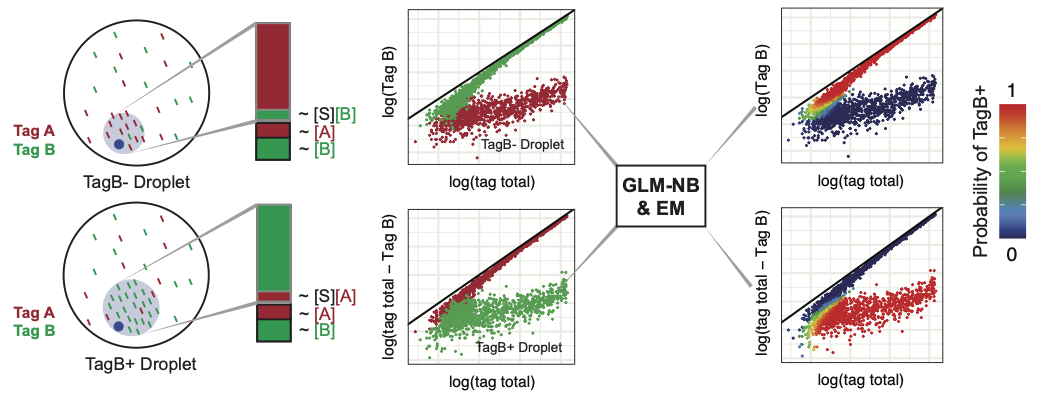 Tag A
Tag B
~ [S][B]
~ [A]
~ [B]
TagB- Droplet
Tag A
Tag B
~ [S][A]
~ [A]
~ [B]
TagB+ Droplet
log(Tag B)
TagB- Droplet
log(tag total)
log(tag total – Tag B)
TagB+ Droplet
log(tag total)
GLM-NB
& EM
log(Tag B)
log(tag total)
log(tag total – Tag B)
log(tag total)
Probability of TagB+
1
0